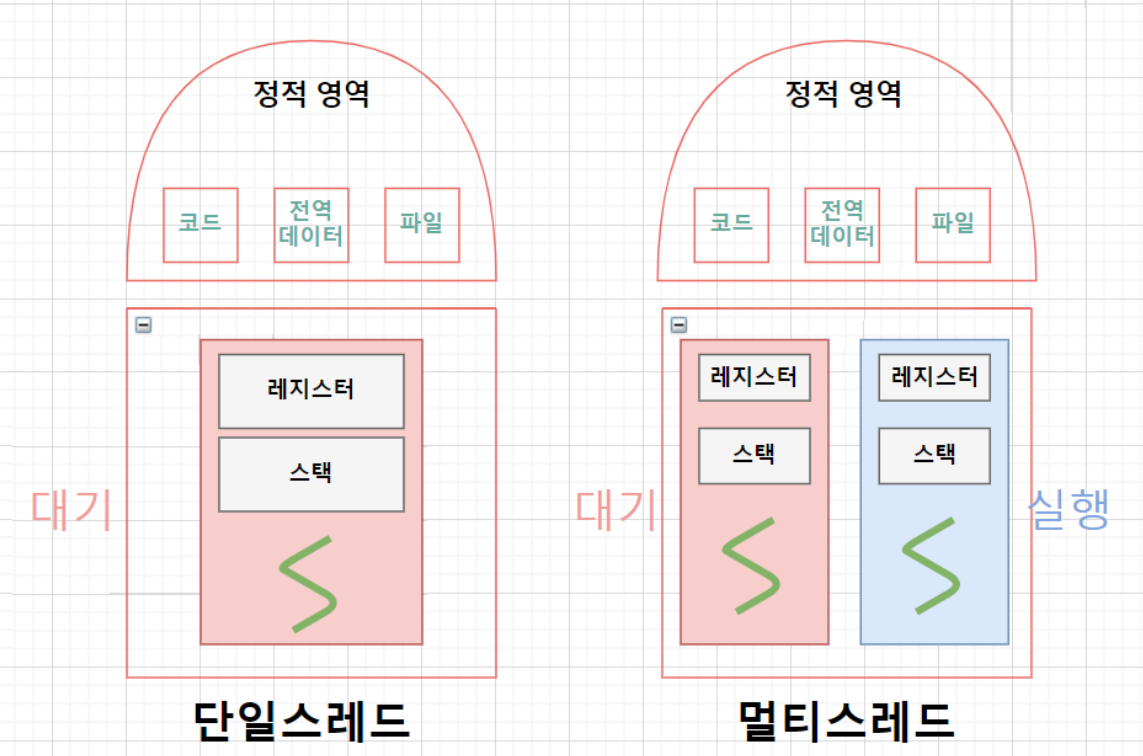 정적 영역
코드
전역
데이터
파일
레지스터
스택
대기
단일스레드
정적 영역
코드
전역
데이터
파일
레지스터
스택
레지스터
스택
대기
실행
멀티스레드